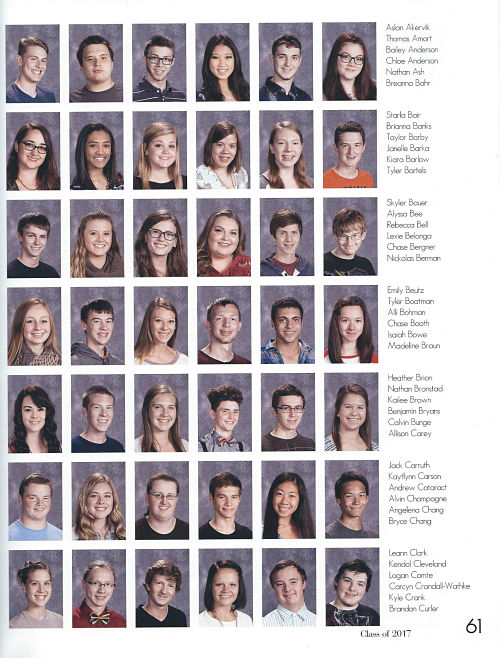 Aslan Akervik
Thomas Amort
Bailey Anderson
Chloe Anderson
Nathan Ash
Breanna Bahr
Starla Bair
Brianna Banks
Taylor Barby
Janelle Barka
Kiara Barlow
Tyler Bartels
Skyler Bauer
Alyssa Bee
Rebecca Bell
Lexie Belonga
Chase Bergner
Nickolas Berman
Emily Beutz
Tyler Boatman
Alli Bohman
Chase Booth
Isaiah Bowe
Madeline Braun
Heather Brion
Nathan Bronstad
Kailee Brown
Benjamin Bryans
Calvin Bunge
Allison Carey
Jack Carruth
Kaytlynn Carson
Andrew Cataract
Alvin Champagne
Angelena Chang
Bryce Chang
Leann Clark
Kendal Cleveland
Logan Comte
Carcyn Crandall-Wathke
Kyle Crank
Brandon Curler
Class of 2017
61